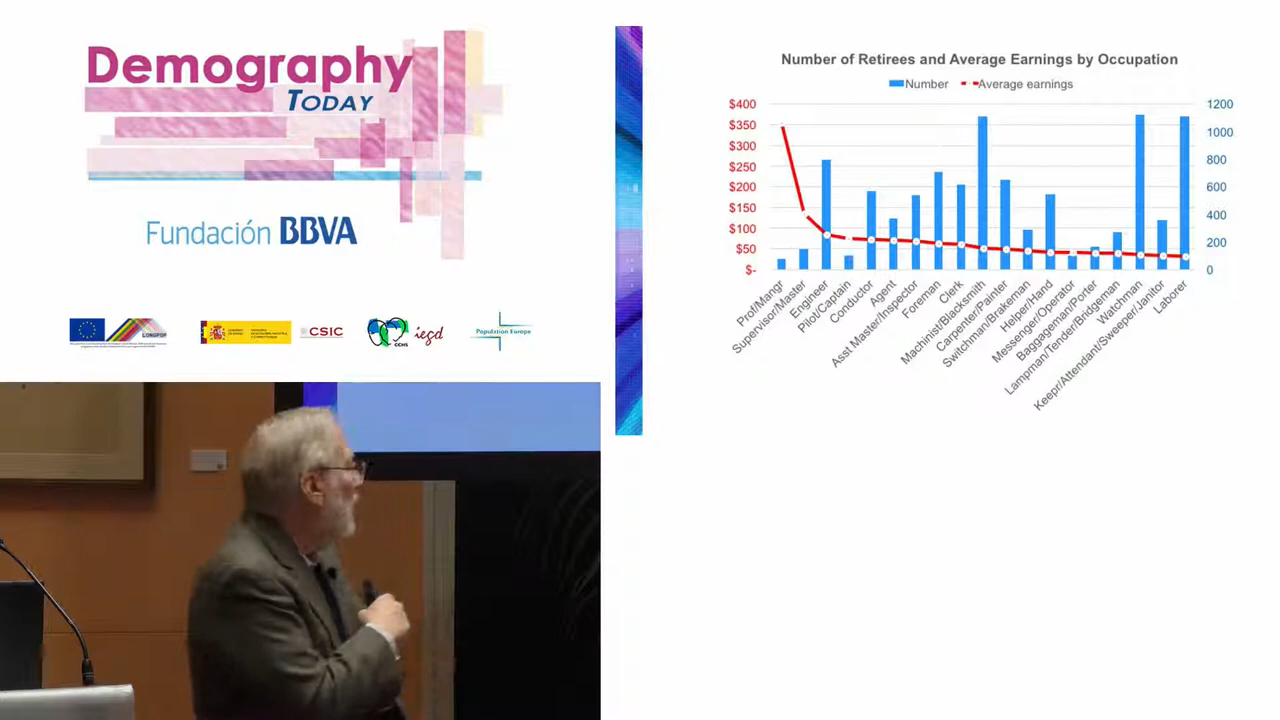 Demography
TODAY
Fundación BBVA
LONGPOP
CSIC
CCHS
iegd
Population Europe
Number of Retirees and Average Earnings by Occupation
Number
Average earnings
$400
$350
$300
$250
$200
$150
$100
$50
$-
1200
1000
800
600
400
200
0
Prof/Mangr
Supervisor/Master
Engineer
Pilot/Captain
Conductor
Agent
Asst Master/Inspector
Foreman
Clerk
Machinist/Blacksmith
Carpenter/Painter
Switchman/Brakeman
Helper/Hand
Messenger/Operator
Baggageman/Porter
Lampman/Tender/Bridgeman
Watchman
Keepr/Attendant/Sweeper/Janitor
Laborer